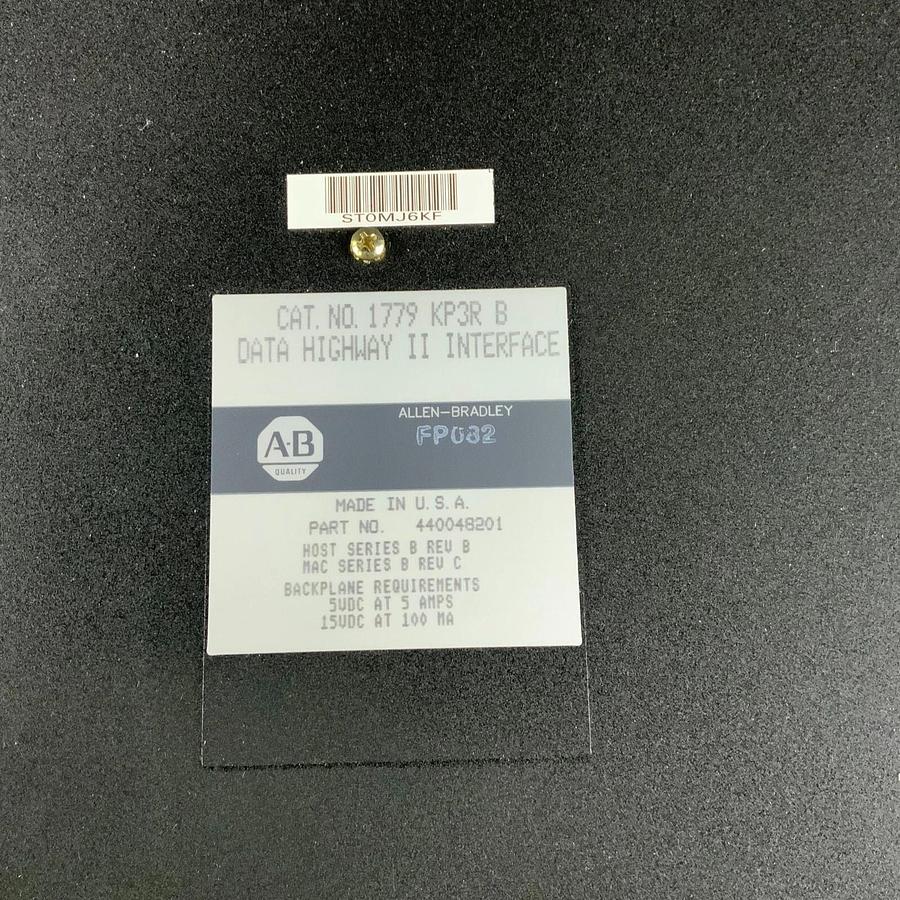 ST0MJ6KF
CAT. NO. 1779 KP3R B
DATA HIGHWAY II INTERFACE
ALLEN-BRADLEY
FP082
A·B
QUALITY
MADE IN U.S.A.
PART NO. 440048201
HOST SERIES B REV B
MAC SERIES B REV C
BACKPLANE REQUIREMENTS
5VDC AT 5 AMPS
15VDC AT 100 MA